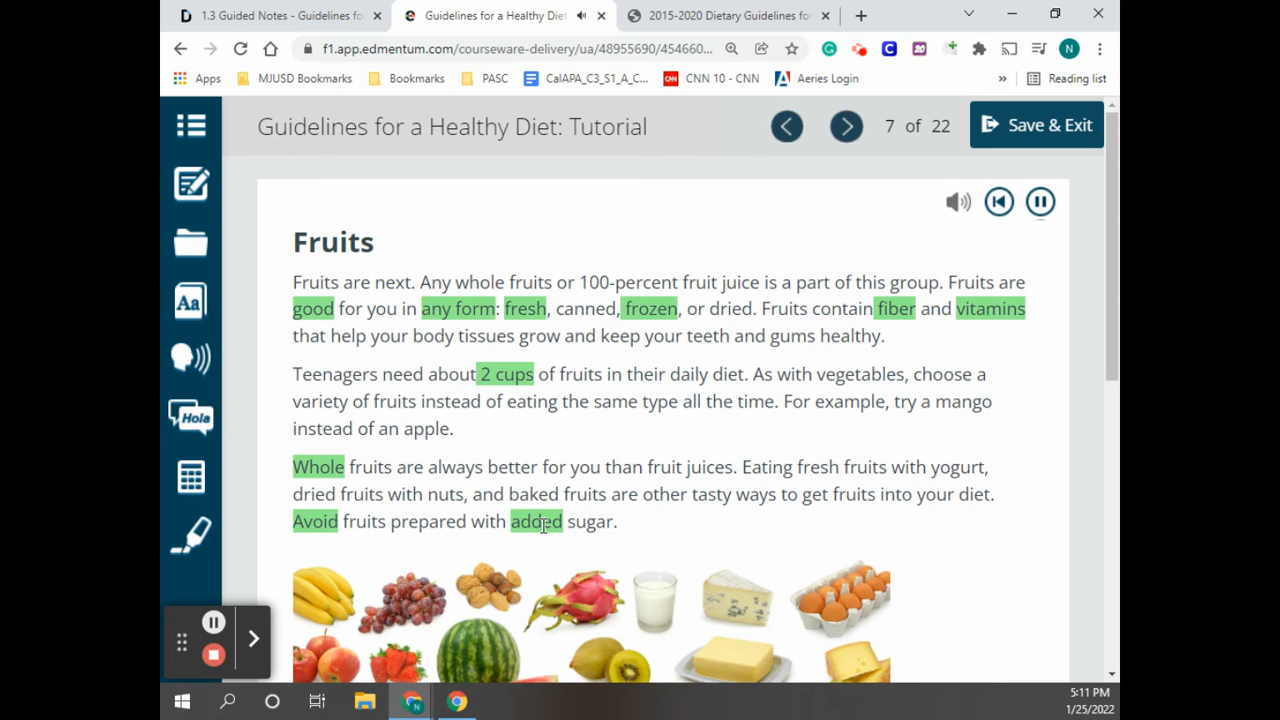 1.3 Guided Notes - Guidelines fo
Guidelines for a Healthy Diet
2015-2020 Dietary Guidelines for
f1.app.edmentum.com/courseware-delivery/ua/48955690/454660...
N
Apps
MJUSD Bookmarks
Bookmarks
PASC
CalAPA_C3_S1_A_C...
CNN 10 - CNN
Aeries Login
»
Reading list
Guidelines for a Healthy Diet: Tutorial
7 of 22
Save & Exit
Fruits
Fruits are next. Any whole fruits or 100-percent fruit juice is a part of this group. Fruits are
good for you in any form: fresh, canned, frozen, or dried. Fruits contain fiber and vitamins
that help your body tissues grow and keep your teeth and gums healthy.
Teenagers need about 2 cups of fruits in their daily diet. As with vegetables, choose a
variety of fruits instead of eating the same type all the time. For example, try a mango
instead of an apple.
Whole fruits are always better for you than fruit juices. Eating fresh fruits with yogurt,
dried fruits with nuts, and baked fruits are other tasty ways to get fruits into your diet.
Avoid fruits prepared with added sugar.
Aa
Hola
5:11 PM
1/25/2022